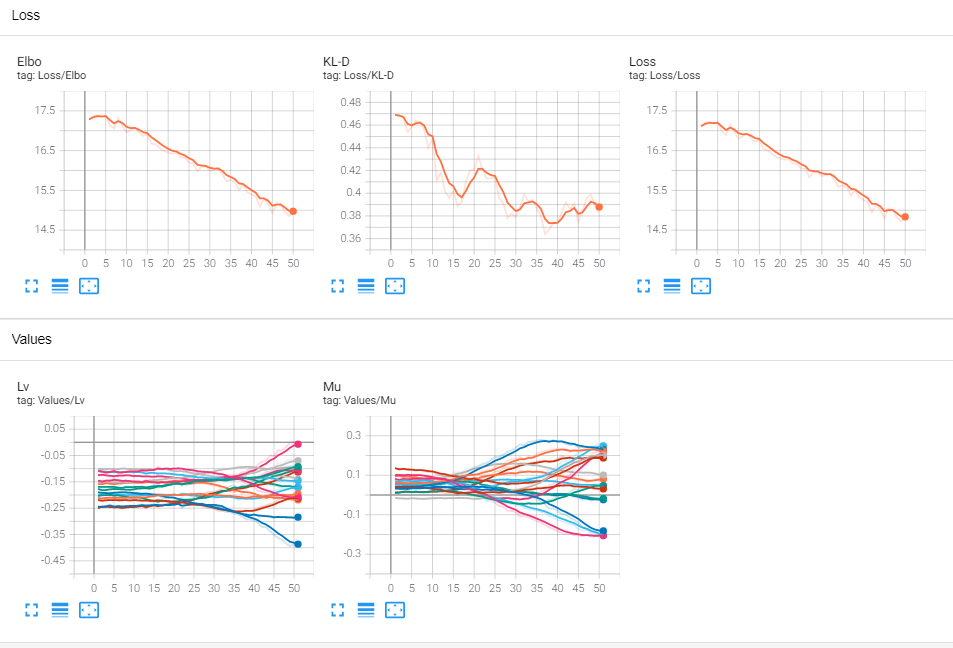 Loss
Elbo KL-D Loss
tag: Loss/Elbo tag: Loss/KL-D tag: Loss/Loss
17.5
16.5
15.5
14.5
0 5 10 15 20 25 30 35 40 45 50
0.48
0.46
0.44
0.42
0.4
0.38
0.36
0 5 10 15 20 25 30 35 40 45 50
17.5
16.5
15.5
14.5
0 5 10 15 20 25 30 35 40 45 50
Values
Lv Mu
tag: Values/Lv tag: Values/Mu
0.05
-0.05
-0.15
-0.25
-0.35
-0.45
0 5 10 15 20 25 30 35 40 45 50
0.3
0.1
-0.1
-0.3
0 5 10 15 20 25 30 35 40 45 50